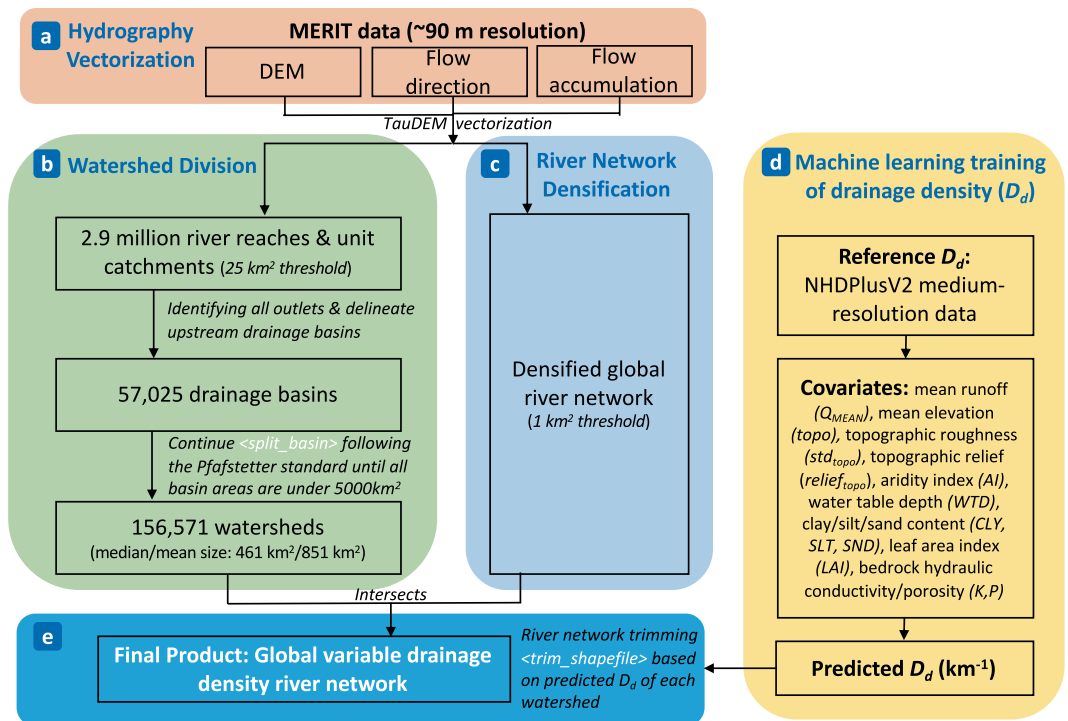 a Hydrography
Vectorization
MERIT data (~90 m resolution)
DEM
Flow
direction
Flow
accumulation
TauDEM vectorization
b Watershed Division
2.9 million river reaches & unit
catchments (25 km² threshold)
Identifying all outlets & delineate
upstream drainage basins
57,025 drainage basins
Continue <split_basin> following
the Pfafstetter standard until all
basin areas are under 5000km²
156,571 watersheds
(median/mean size: 461 km²/851 km²)
c River Network
Densification
Densified global
river network
(1 km² threshold)
Intersects
d Machine learning training
of drainage density (Dd)
Reference Dd:
NHDPlusV2 medium-
resolution data
Covariates: mean runoff
(QMEAN), mean elevation
(topo), topographic roughness
(stdtopo), topographic relief
(relieftopo), aridity index (AI),
water table depth (WTD),
clay/silt/sand content (CLY,
SLT, SND), leaf area index
(LAI), bedrock hydraulic
conductivity/porosity (K,P)
Predicted Dd (km-1)
e
Final Product: Global variable drainage
density river network
River network trimming
<trim_shapefile> based
on predicted Dd of each
watershed